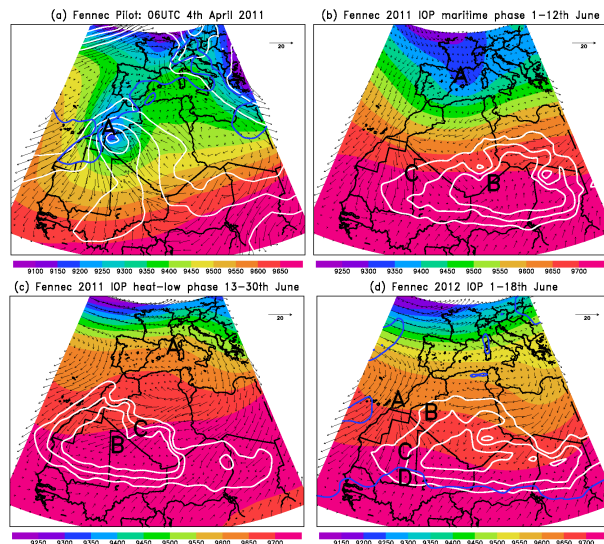 (a) Fennec Pilot: 06UTC 4th April 2011
20
A
9100 9150 9200 9250 9300 9350 9400 9450 9500 9550 9600 9650
(b) Fennec 2011 IOP maritime phase 1-12th June
20
A
C
B
9250 9300 9350 9400 9450 9500 9550 9600 9650 9700
(c) Fennec 2011 IOP heat-low phase 13-30th June
20
A
C
B
9250 9300 9350 9400 9450 9500 9550 9600 9650 9700
(d) Fennec 2012 IOP 1-18th June
20
A
B
C
D
9150 9200 9250 9300 9350 9400 9450 9500 9550 9600 9650 9700